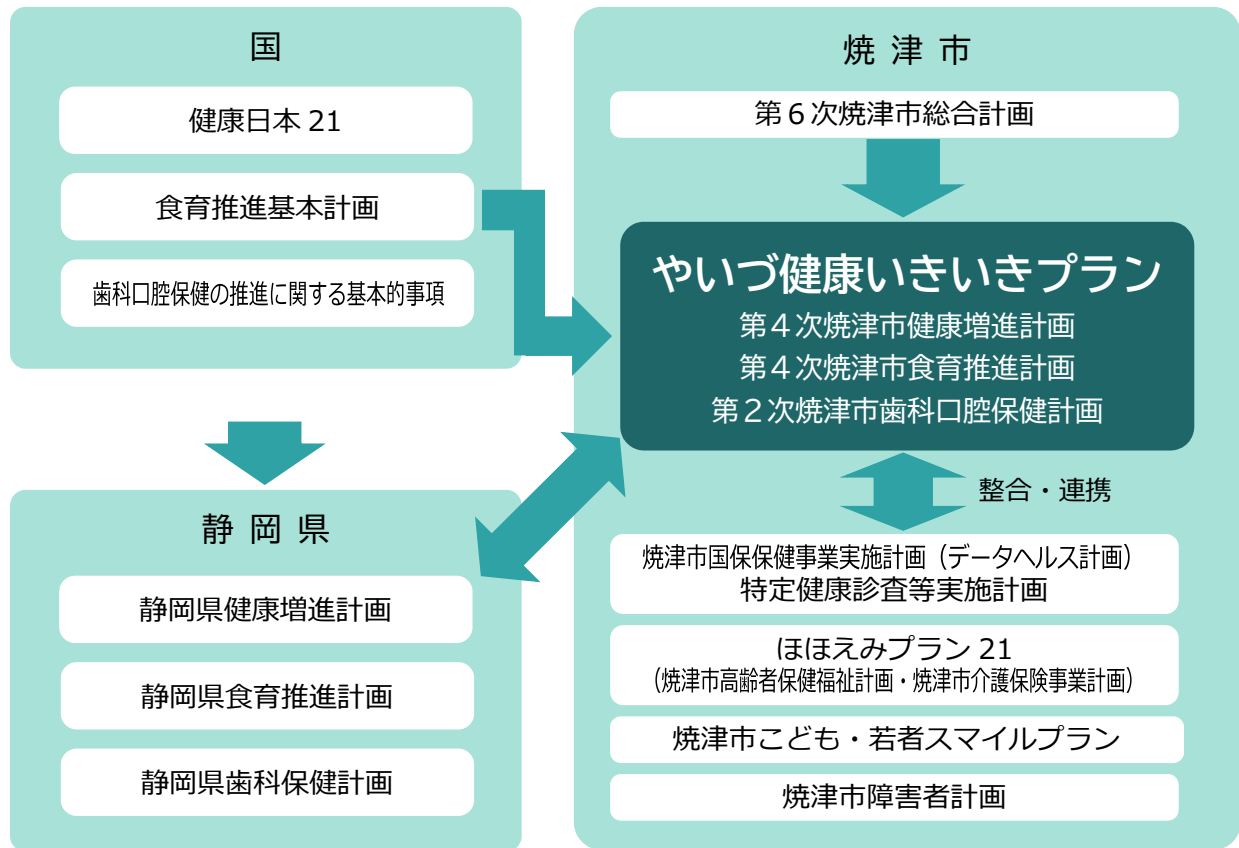 国
健康日本 21
食育推進基本計画
歯科口腔保健の推進に関する基本的事項
静岡県
静岡県健康増進計画
静岡県食育推進計画
静岡県歯科保健計画
焼津市
第６次焼津市総合計画
やいづ健康いきいきプラン
第４次焼津市健康増進計画
第４次焼津市食育推進計画
第２次焼津市歯科口腔保健計画
整合・連携
焼津市国保保健事業実施計画（データヘルス計画）
特定健康診査等実施計画
ほほえみプラン 21
（焼津市高齢者保健福祉計画・焼津市介護保険事業計画）
焼津市こども・若者スマイルプラン
焼津市障害者計画